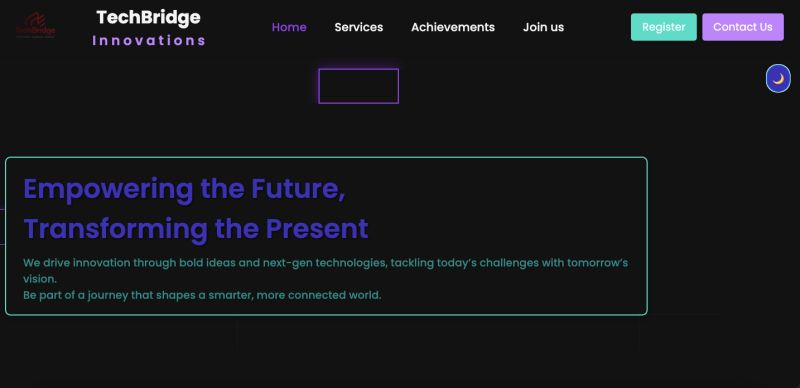 TechBridge
TechBridge
Innovations
Home
Services
Achievements
Join us
Register
Contact Us
Empowering the Future,
Transforming the Present
We drive innovation through bold ideas and next-gen technologies, tackling today’s challenges with tomorrow’s
vision.
Be part of a journey that shapes a smarter, more connected world.